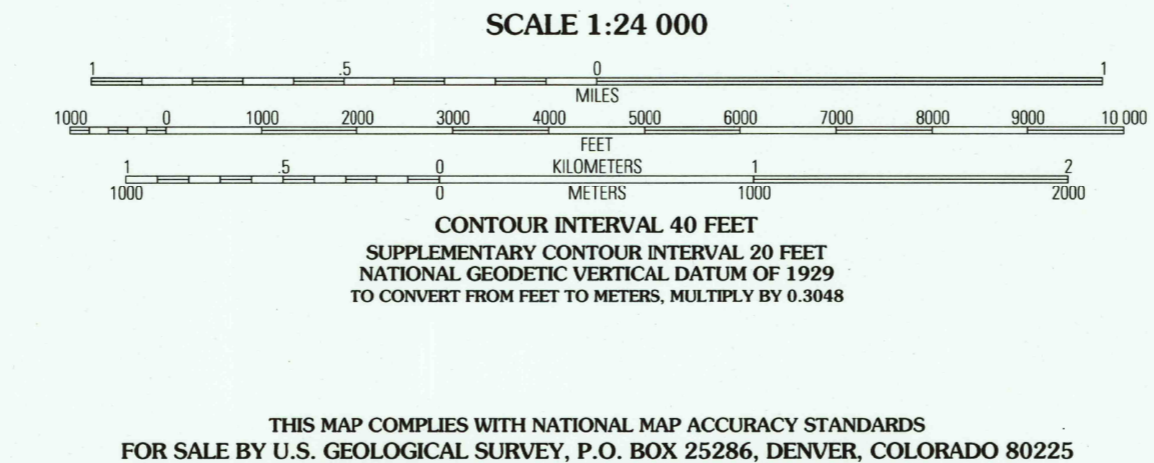 SCALE 1:24 000
1 .5 0 1
MILES
1000 0 1000 2000 3000 4000 5000 6000 7000 8000 9000 10 000
FEET
1 .5 0 KILOMETERS 1 2
1000 0 METERS 1000 2000
CONTOUR INTERVAL 40 FEET
SUPPLEMENTARY CONTOUR INTERVAL 20 FEET
NATIONAL GEODETIC VERTICAL DATUM OF 1929
TO CONVERT FROM FEET TO METERS, MULTIPLY BY 0.3048
THIS MAP COMPLIES WITH NATIONAL MAP ACCURACY STANDARDS
FOR SALE BY U.S. GEOLOGICAL SURVEY, P.O. BOX 25286, DENVER, COLORADO 80225